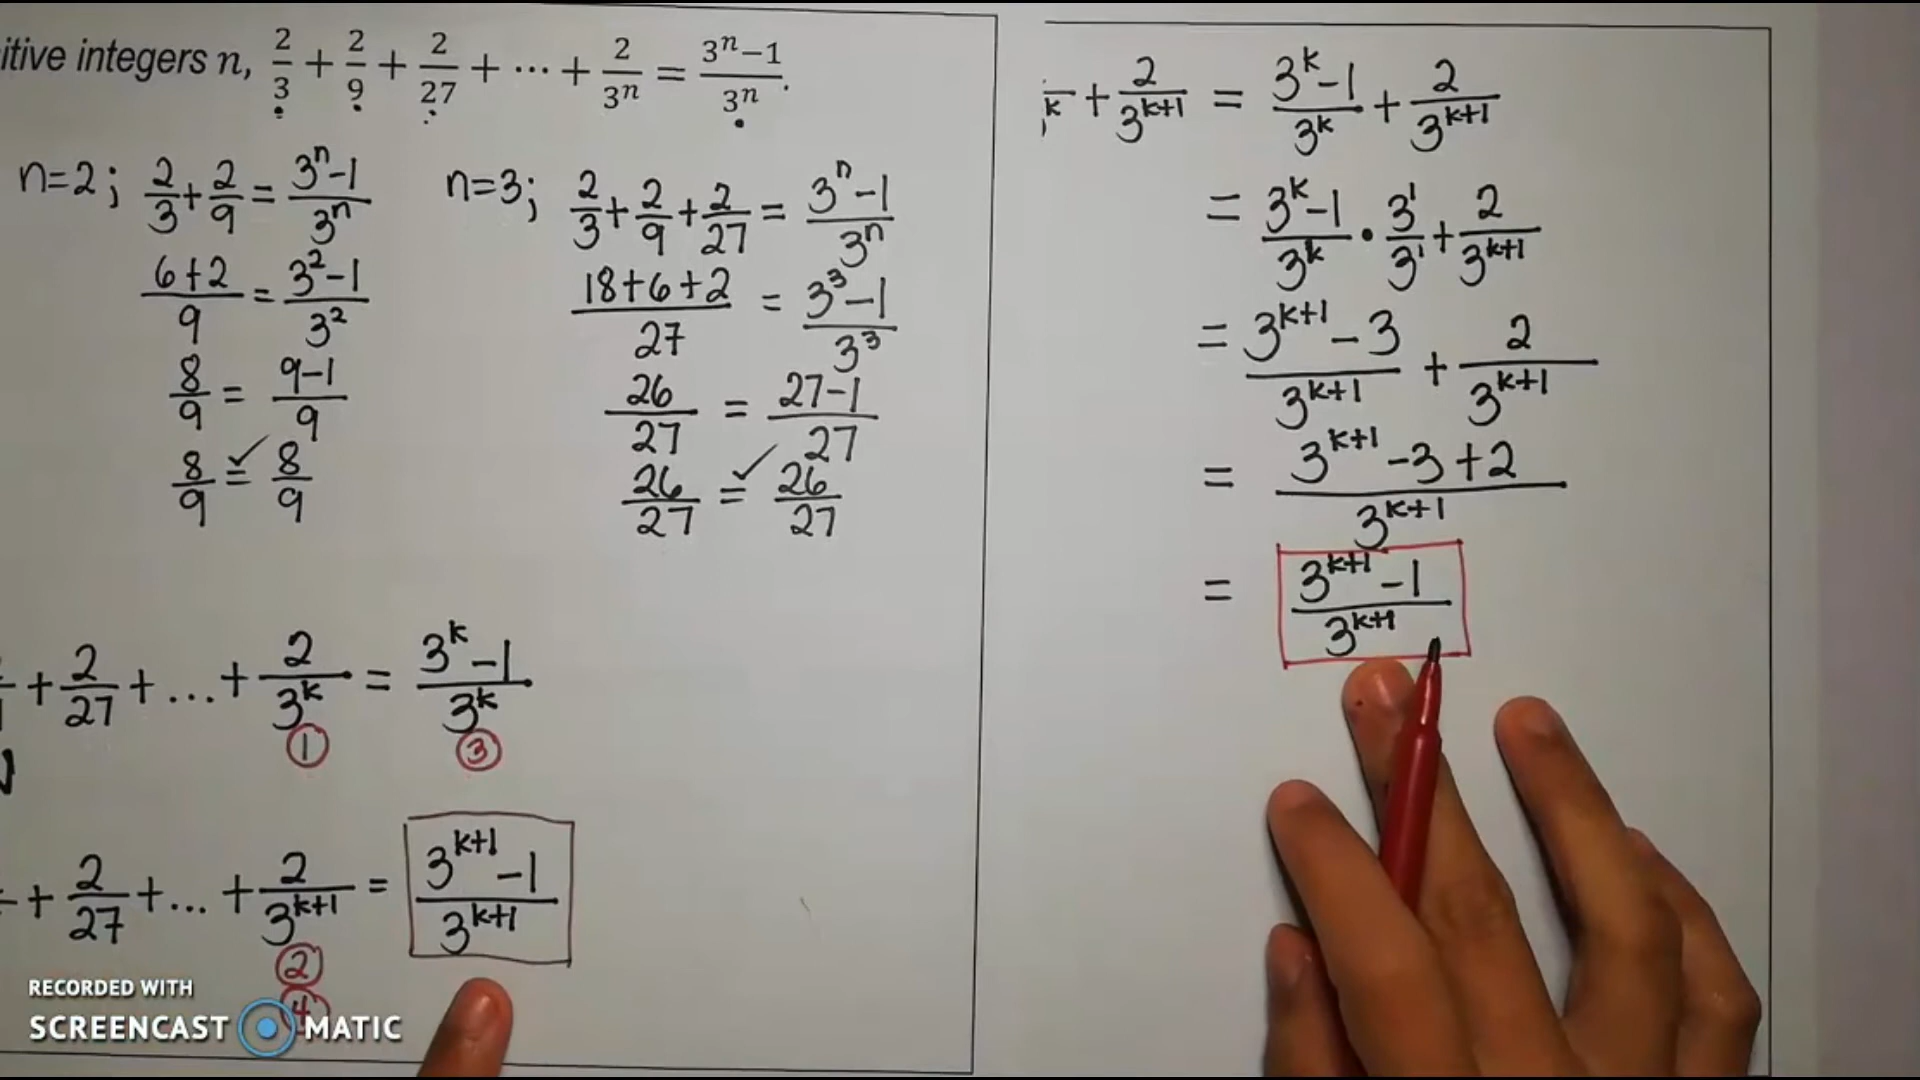 itive integers n, 2/3 + 2/9 + 2/27 + ⋯ + 2/3ⁿ = (3ⁿ−1)/3ⁿ.
n=2; 2/3 + 2/9 = (3ⁿ−1)/3ⁿ
(6+2)/9 = (3²−1)/3²
8/9 = (9−1)/9
8/9 = 8/9 ✓
n=3; 2/3 + 2/9 + 2/27 = (3ⁿ−1)/3ⁿ
(18+6+2)/27 = (3³−1)/3³
26/27 = (27−1)/27
26/27 = 26/27 ✓
+ 2/27 + ... + 2/3ᵏ = (3ᵏ−1)/3ᵏ
① ③
+ 2/27 + ... + 2/3ᵏ⁺¹ = (3ᵏ⁺¹−1)/3ᵏ⁺¹
②
④
RECORDED WITH
SCREENCAST MATIC
k + 2/3ᵏ⁺¹ = (3ᵏ−1)/3ᵏ + 2/3ᵏ⁺¹
= (3ᵏ−1)/3ᵏ • 3¹/3¹ + 2/3ᵏ⁺¹
= (3ᵏ⁺¹−3)/3ᵏ⁺¹ + 2/3ᵏ⁺¹
= (3ᵏ⁺¹−3+2)/3ᵏ⁺¹
= (3ᵏ⁺¹−1)/3ᵏ⁺¹